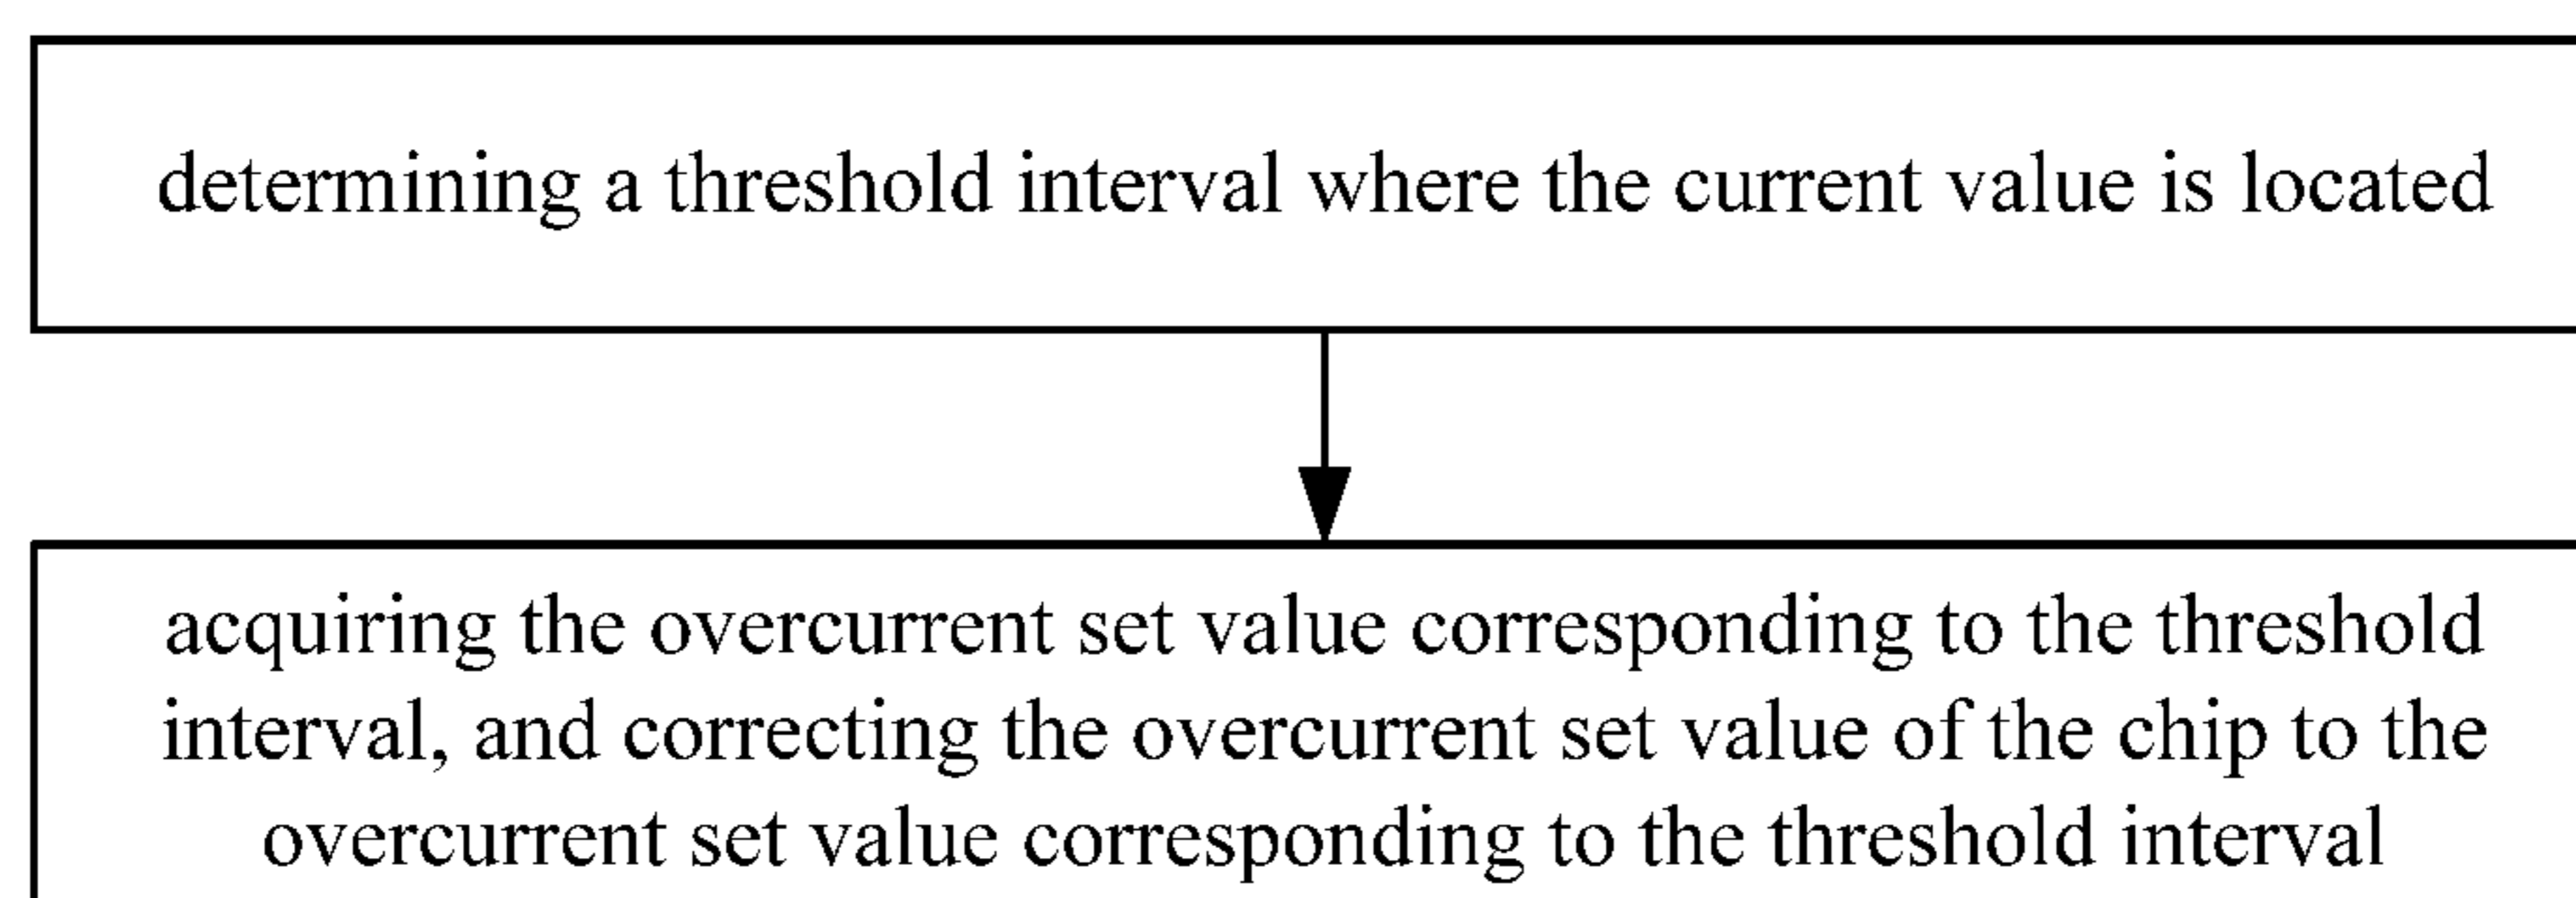 determining a threshold interval where the current value is located
acquiring the overcurrent set value corresponding to the threshold
interval, and correcting the overcurrent set value of the chip to the
overcurrent set value corresponding to the threshold interval